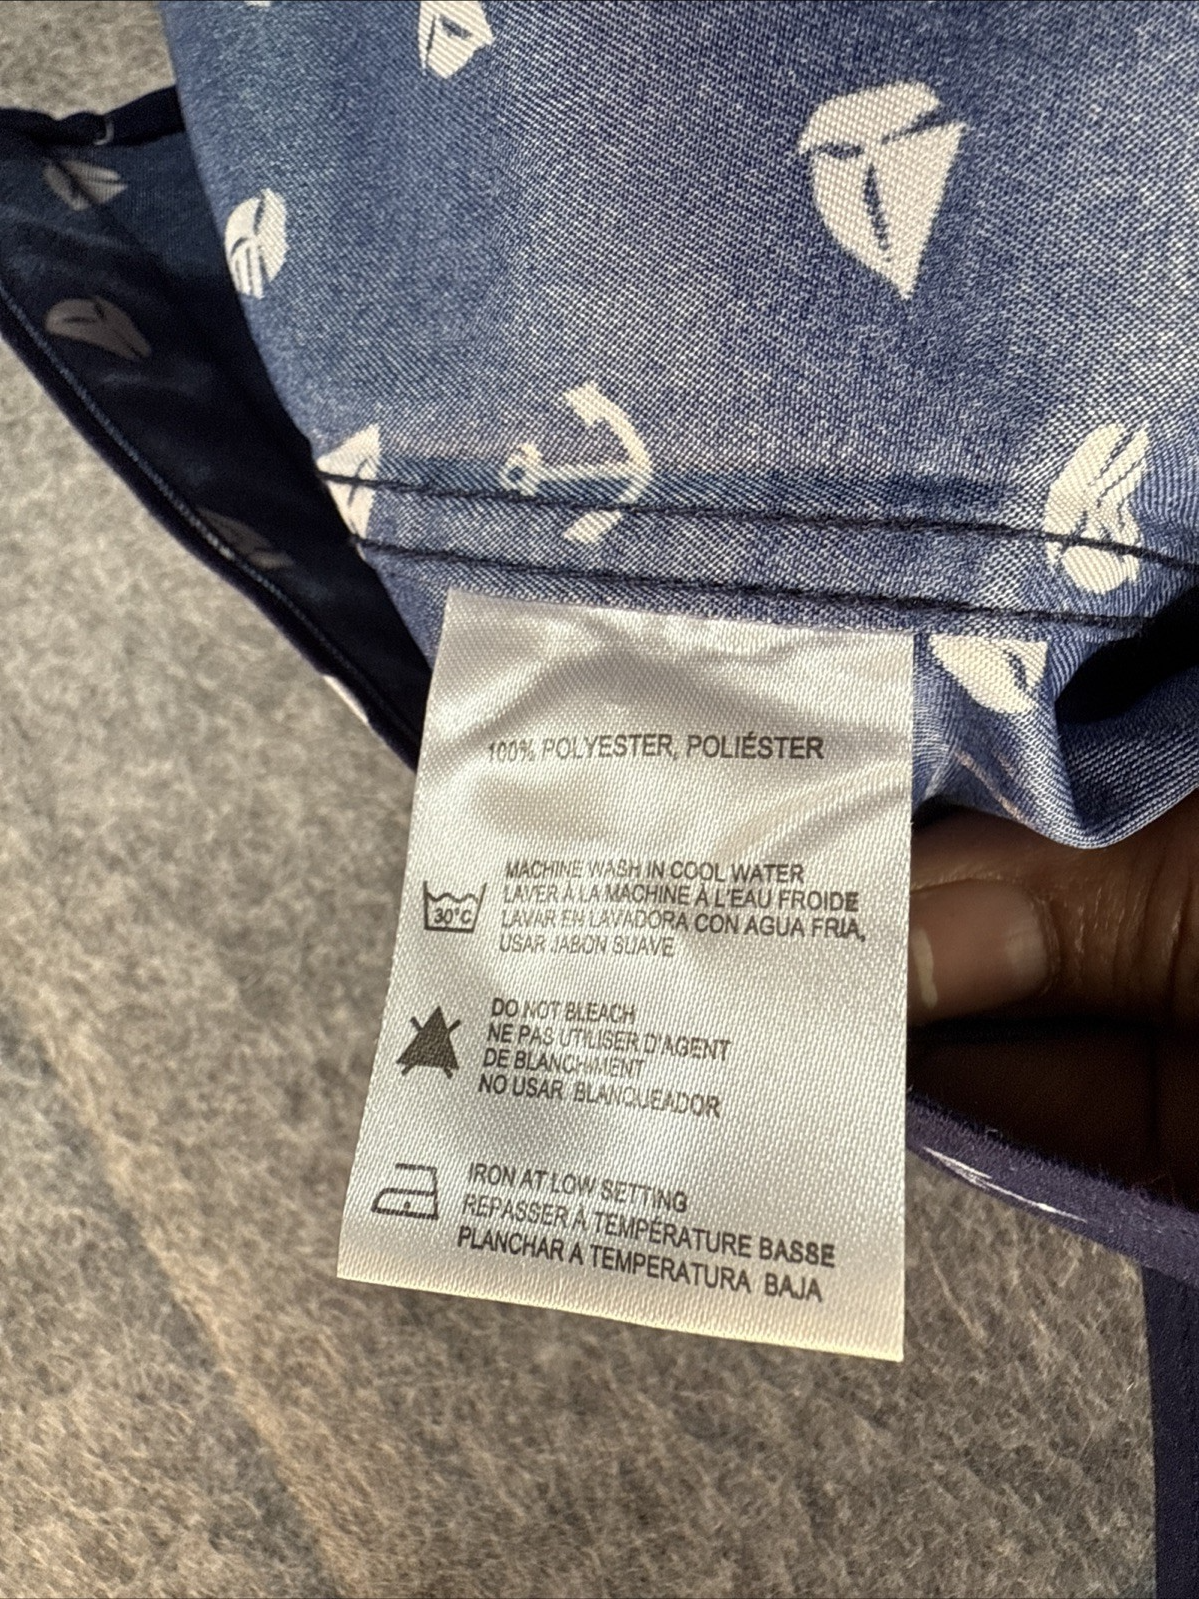 100% POLYESTER, POLIÉSTER
MACHINE WASH IN COOL WATER
LAVER À LA MACHINE À L'EAU FROIDE
30°C
LAVAR EN LAVADORA CON AGUA FRIA,
USAR JABON SUAVE
DO NOT BLEACH
NE PAS UTILISER D'AGENT
DE BLANCHIMENT
NO USAR BLANQUEADOR
IRON AT LOW SETTING
REPASSER À TEMPÉRATURE BASSE
PLANCHAR A TEMPERATURA BAJA